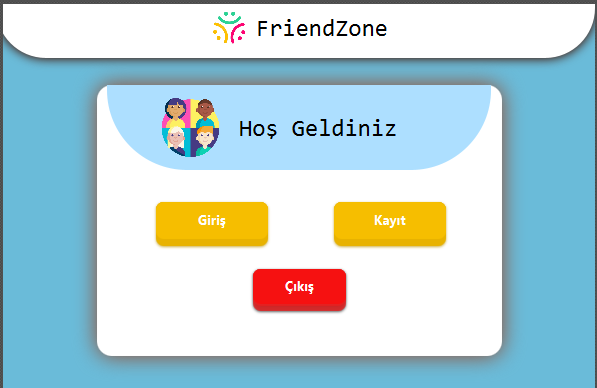 FriendZone
Hoş Geldiniz
Giriş
Kayıt
Çıkış